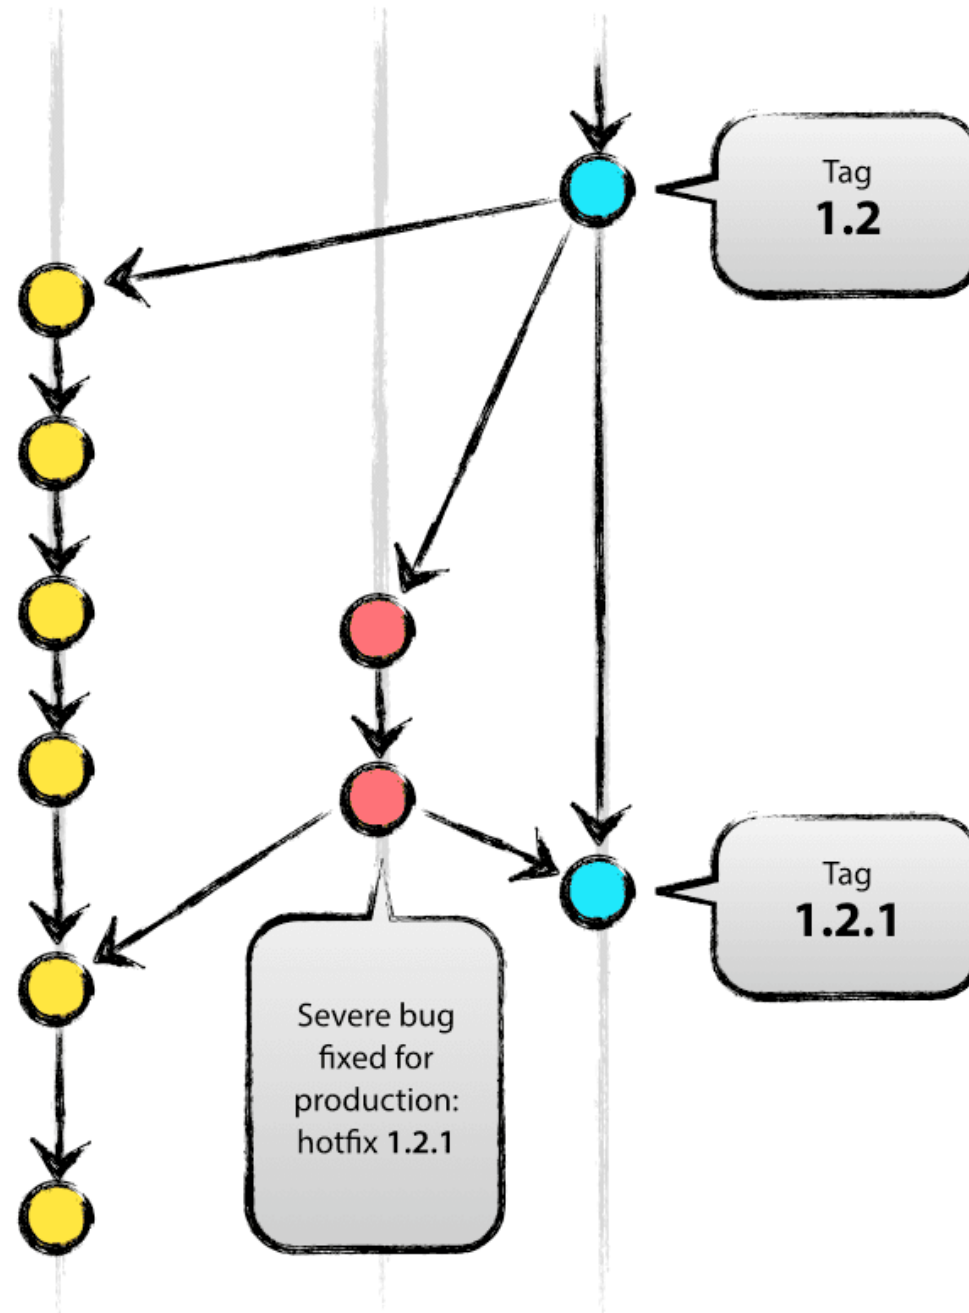 Tag
1.2
Tag
1.2.1
Severe bug
fixed for
production:
hotfix 1.2.1